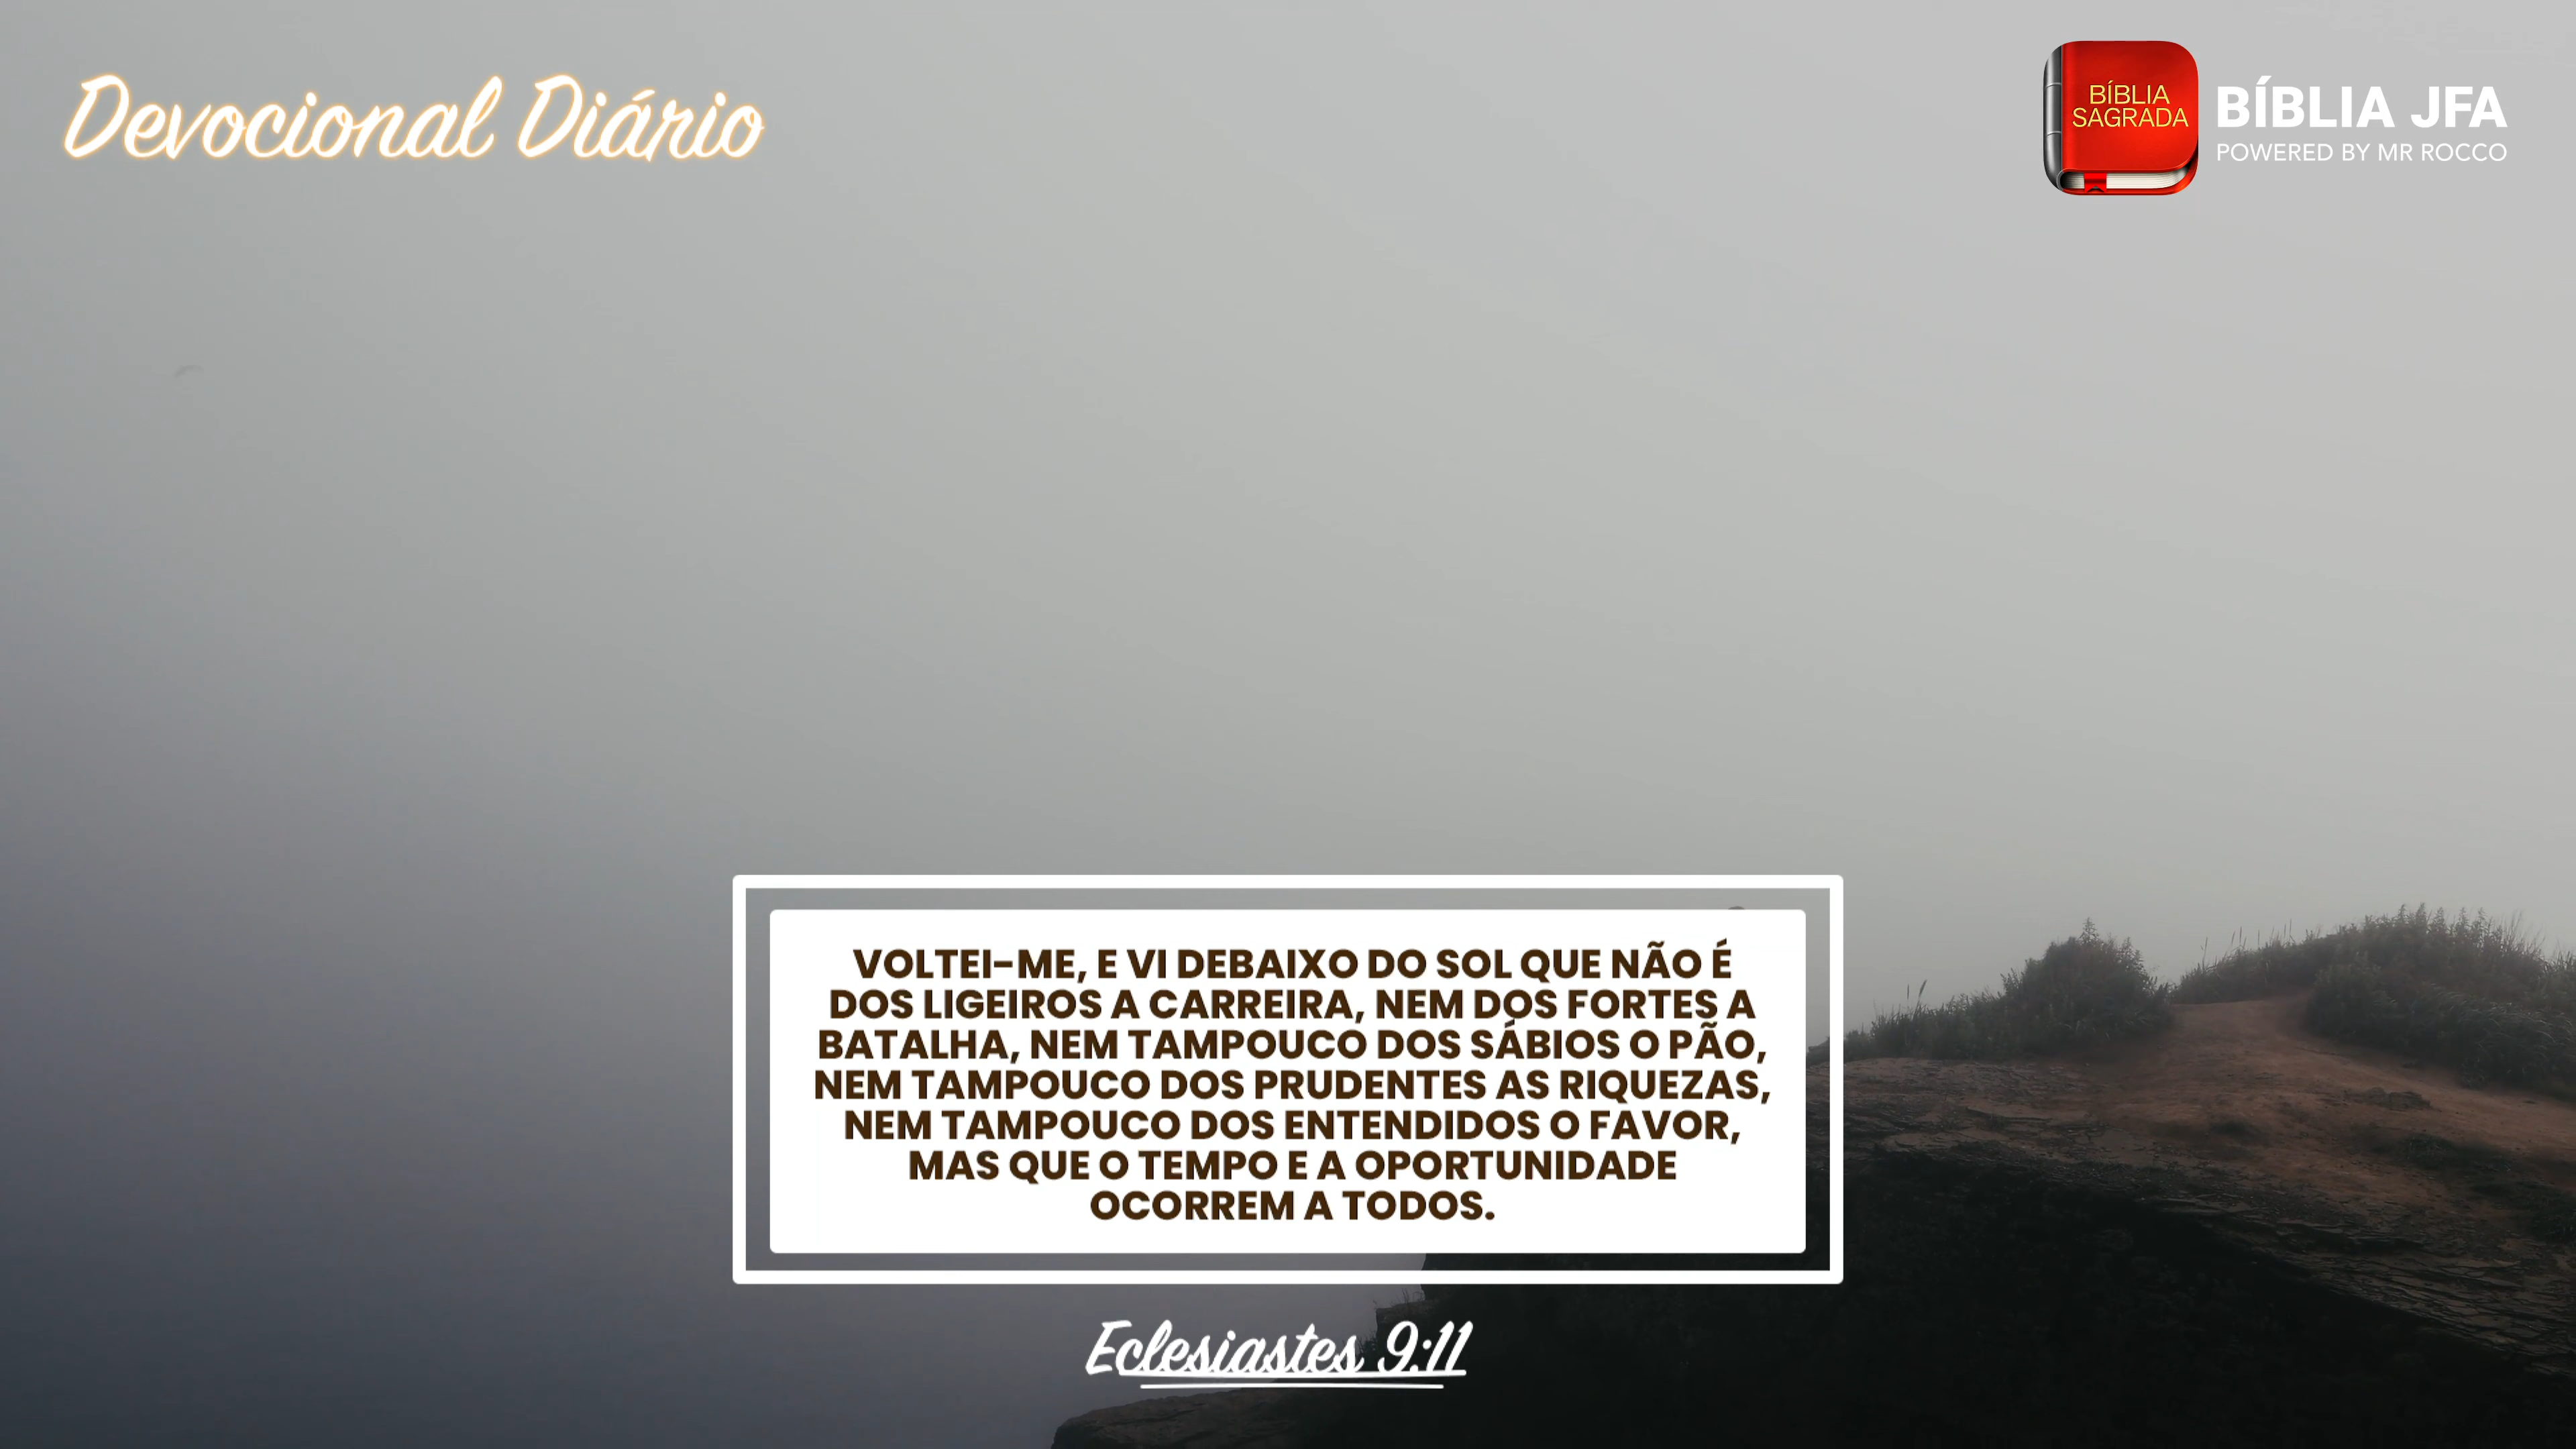 Devocional Diário
BÍBLIA
SAGRADA
BÍBLIA JFA
POWERED BY MR ROCCO
VOLTEI-ME, E VI DEBAIXO DO SOL QUE NÃO É
DOS LIGEIROS A CARREIRA, NEM DOS FORTES A
BATALHA, NEM TAMPOUCO DOS SÁBIOS O PÃO,
NEM TAMPOUCO DOS PRUDENTES AS RIQUEZAS,
NEM TAMPOUCO DOS ENTENDIDOS O FAVOR,
MAS QUE O TEMPO E A OPORTUNIDADE
OCORREM A TODOS.
Eclesiastes 9:11